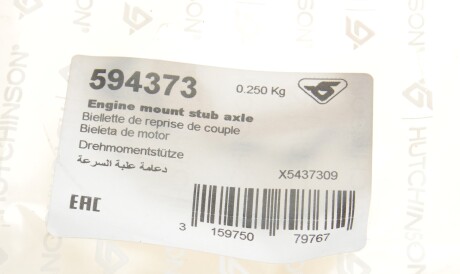 594373
0.250 Kg
Engine mount stub axle
Biellette de reprise de couple
Bieleta de motor
Drehmomentstütze
دعامة علبة السرعة
X5437309
EAC
3 159750 79767
HUTCHINSON®
HUTCHINSON